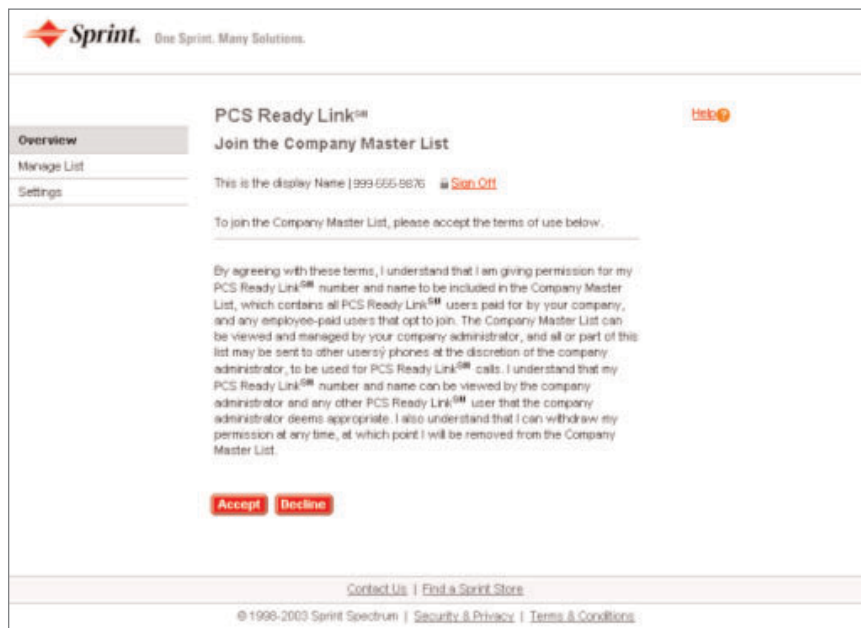 Sprint. One Sprint. Many Solutions.
PCS Ready Link℠
Help
Overview
Join the Company Master List
Manage List
This is the display Name | 999-555-9876 Sign Off
Settings
To join the Company Master List, please accept the terms of use below.
By agreeing with these terms, I understand that I am giving permission for my
PCS Ready Link℠ number and name to be included in the Company Master
List, which contains all PCS Ready Link℠ users paid for by your company,
and any employee-paid users that opt to join. The Company Master List can
be viewed and managed by your company administrator, and all or part of this
list may be sent to other usersý phones at the discretion of the company
administrator, to be used for PCS Ready Link℠ calls. I understand that my
PCS Ready Link℠ number and name can be viewed by the company
administrator and any other PCS Ready Link℠ user that the company
administrator deems appropriate. I also understand that I can withdraw my
permission at any time, at which point I will be removed from the Company
Master List.
Accept Decline
Contact Us | Find a Sprint Store
© 1998-2003 Sprint Spectrum | Security & Privacy | Terms & Conditions